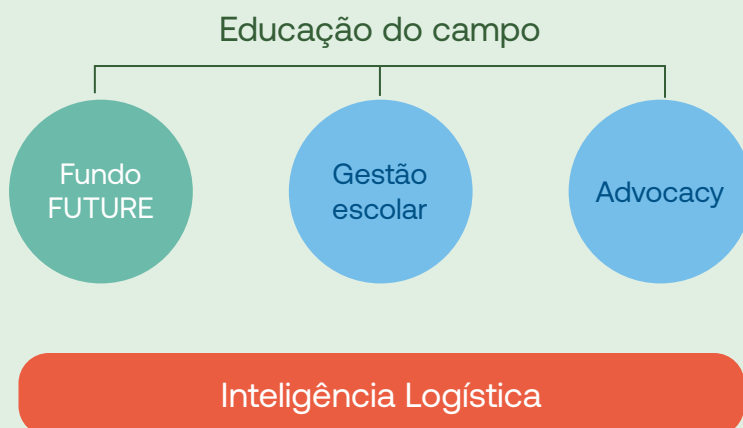 Educação do campo
Fundo
FUTURE
Gestão
escolar
Advocacy
Inteligência Logística